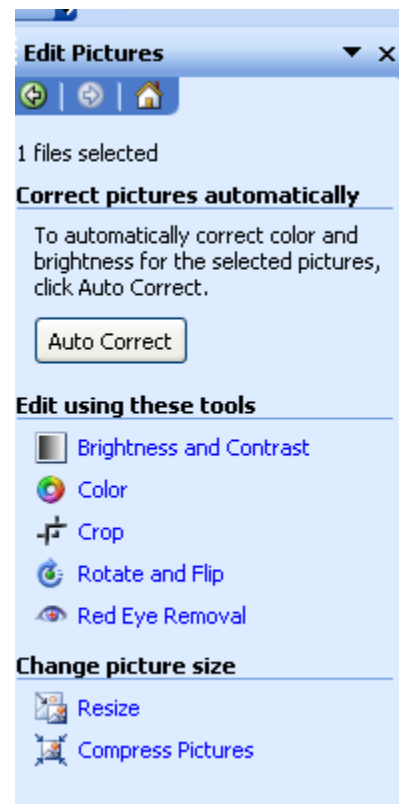 Edit Pictures
1 files selected
Correct pictures automatically
To automatically correct color and
brightness for the selected pictures,
click Auto Correct.
Auto Correct
Edit using these tools
Brightness and Contrast
Color
Crop
Rotate and Flip
Red Eye Removal
Change picture size
Resize
Compress Pictures